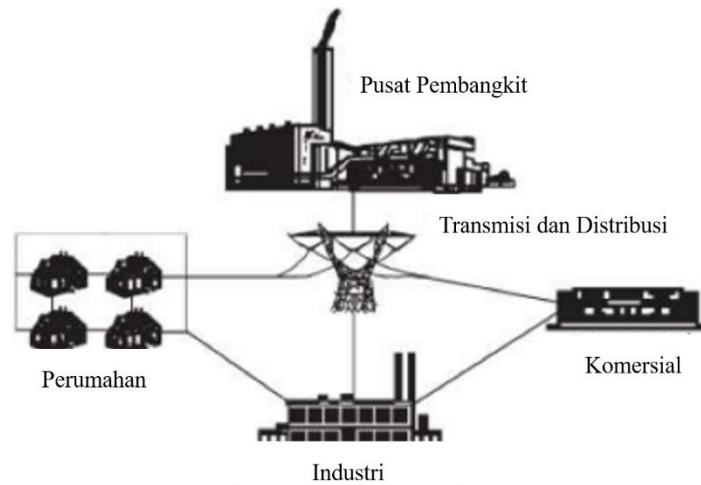 Pusat Pembangkit
Transmisi dan Distribusi
Perumahan
Komersial
Industri